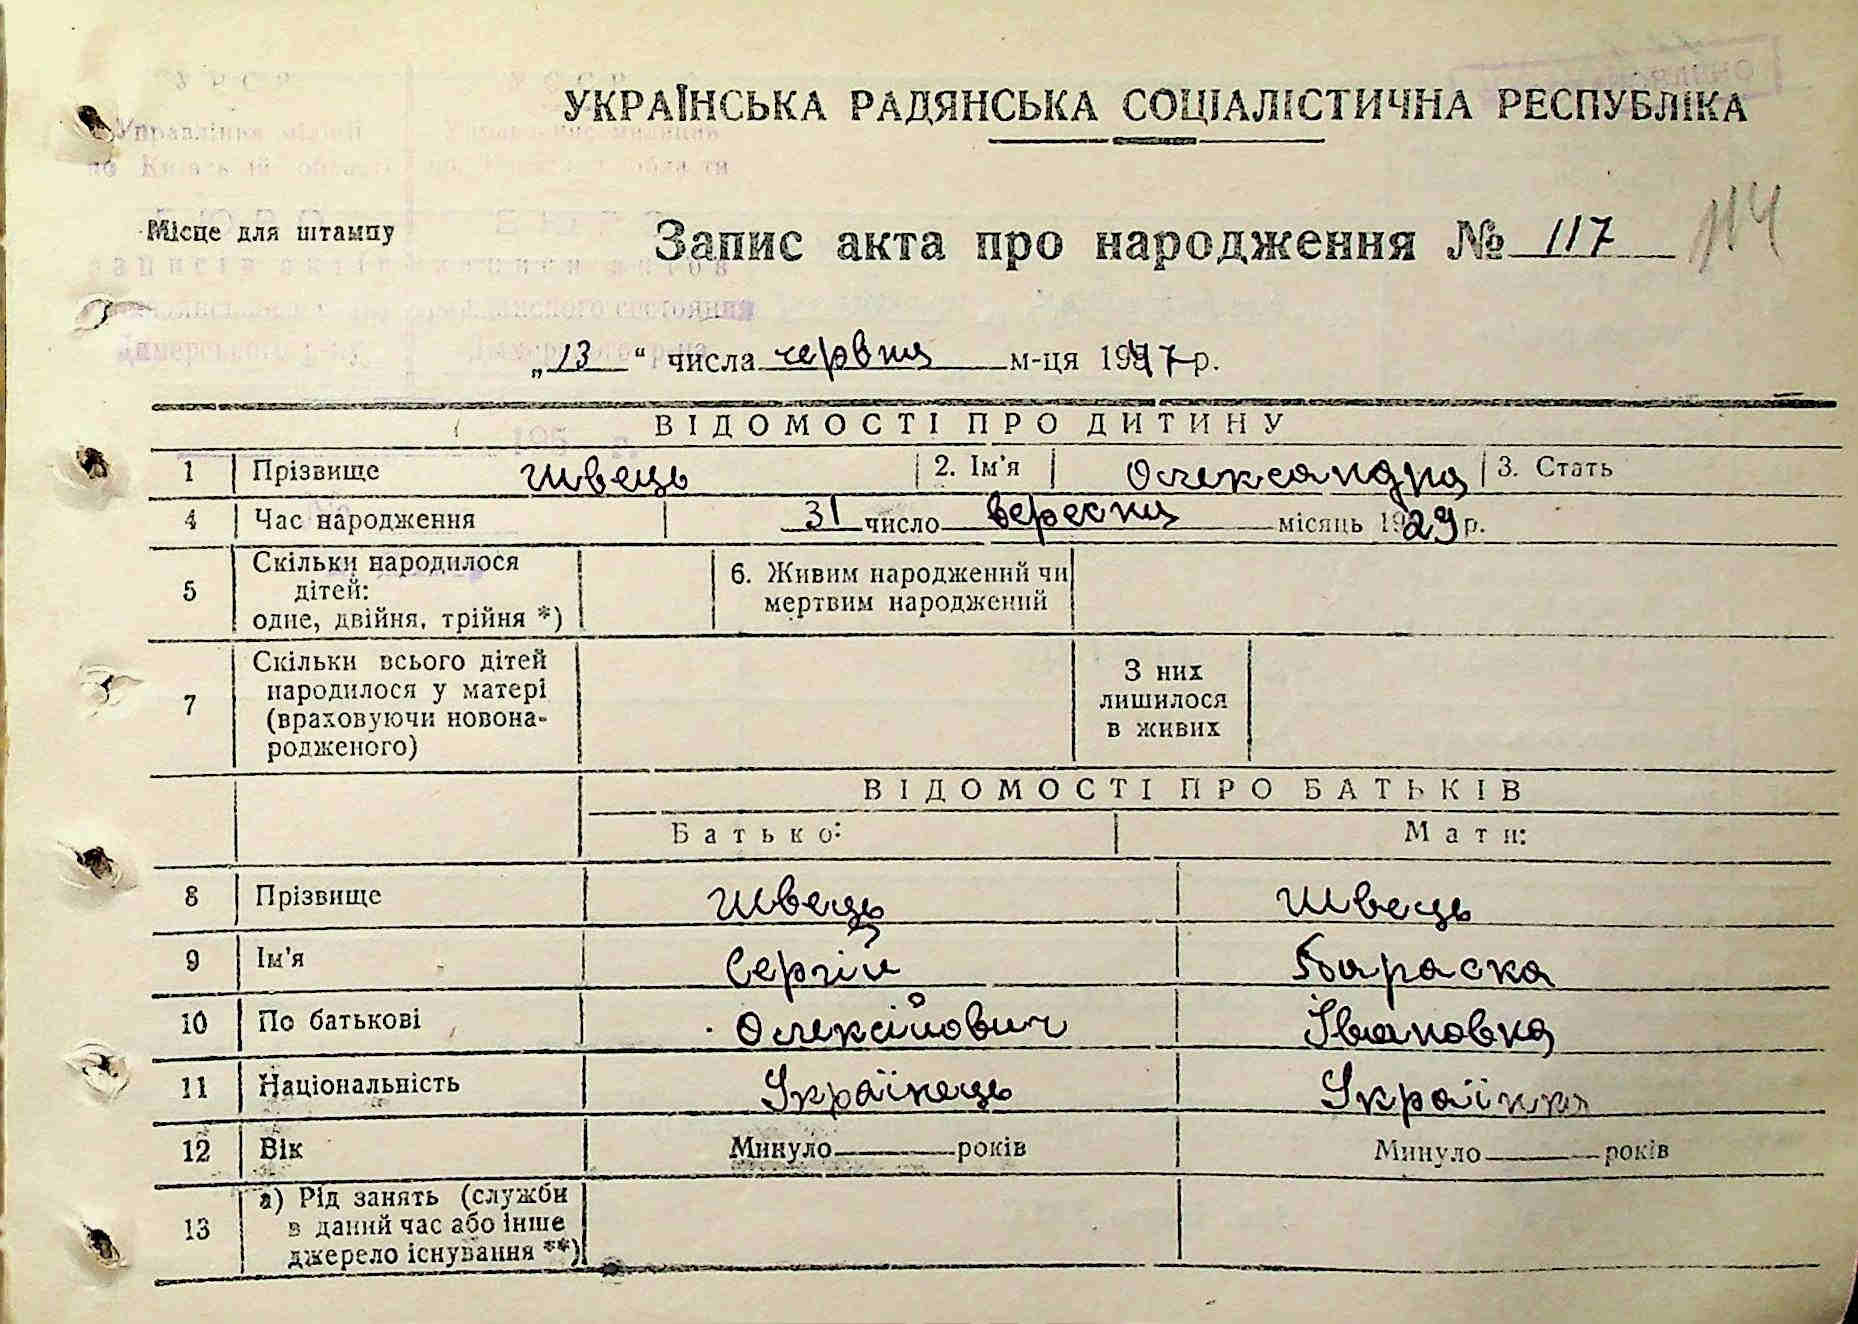 УКРАЇНСЬКА РАДЯНСЬКА СОЦІАЛІСТИЧНА РЕСПУБЛІКА
Місце для штампу
Запис акта про народження № 117 114
„13“ числа червня м-ця 1947 р.
ВІДОМОСТІ ПРО ДИТИНУ
1 Прізвище Швець 2. Ім'я Олександра 3. Стать
4 Час народження 31 число вересня місяць 1929 р.
5 Скільки народилося дітей: одне, двійня, трійня *) 6. Живим народжений чи мертвим народжений
7 Скільки всього дітей народилося у матері (враховуючи новонародженого) З них лишилося в живих
ВІДОМОСТІ ПРО БАТЬКІВ
Батько: Мати:
8 Прізвище Швець Швець
9 Ім'я Сергій Параска
10 По батькові Олексійович Івановна
11 Національність Українець Українка
12 Вік Минуло років Минуло років
13 а) Рід занять (служби в даний час або інше джерело існування **)